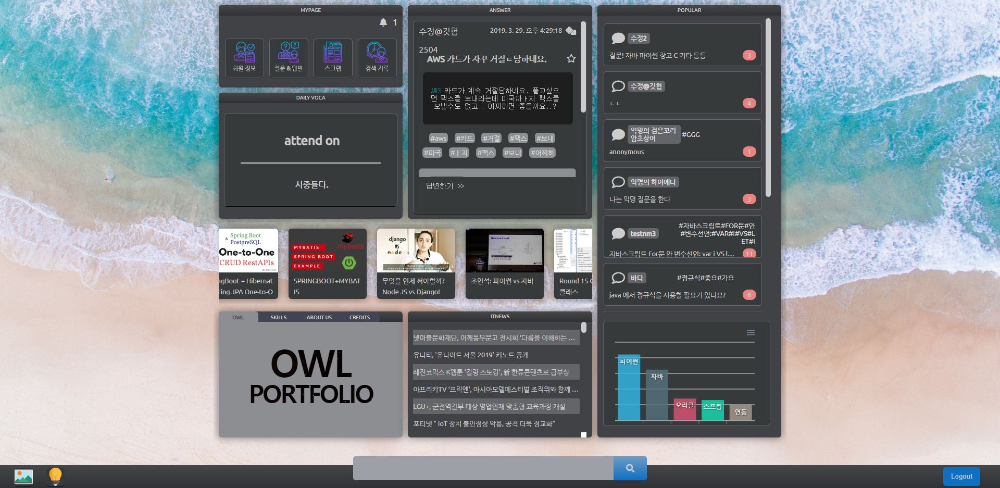 MYPAGE
1
회원 정보
질문 & 답변
스크랩
검색 기록
DAILY VOCA
attend on
시중들다.
ANSWER
수정@깃헙
2019. 3. 29. 오후 4:29:18
2504
AWS 카드가 자꾸 거절ㄷ당하네요.
AWS 카드가 계속 거절당하네요. 풀고싶으
면 팩스를 보내라는데 미국까ㅏ지 팩스를
보낼수도 없고.. 어찌하면 좋을까요..?
#aws #카드 #거절 #팩스 #보내
#미국 #ㅏ지 #팩스 #보내 #어찌하
답변하기 >>
POPULAR
수정2
질문! 자바 파이썬 장고 C 기타 등등
3
수정@깃헙
ㄴㄴ
4
익명의 검은꼬리
암초상어
#GGG
anonymous
1
익명의 하이에나
나는 익명 질문을 한다
3
testnm3
#자바스크립트#FOR문#안
#변수선언:#VAR#I#VS#L
ET#I
자바스크립트 For문 안 변수선언: var i VS l...
11
바다
#정규식#중요#가요
java 에서 정규식을 사용할 필요가 있나요?
8
Spring Boot
& PostgreSQL
One-to-One
CRUD RestAPIs
ngBoot + Hibernat
ring JPA One-to-O
mybatis
MYBATIS
SPRING BOOT
EXAMPLE
SPRINGBOOT+MYBAT
IS
django
VS
node
무엇을 언제 써야할까?
Node JS vs Django!
조인석: 파이썬 vs 자바
Round 15 C
클래스
OWL
SKILLS
ABOUT US
CREDITS
OWL
PORTFOLIO
ITNEWS
넷마블문화재단, 어깨동무문고 전시회 ‘다름을 이해하는 ...
유니티, '유나이트 서울 2019' 키노트 공개
레진코믹스 K웹툰 ‘킬링 스토킹’, 新 한류콘텐츠로 급부상
아프리카TV ‘프릭엔’, 아시아모델페스티벌 조직위와 함께 ...
LGU+, 군전역간부 대상 영업인재 맞춤형 교육과정 개설
포티넷 " IoT 장치 불안정성 악용, 공격 더욱 정교화"
파이썬
자바
오라클
스프링
연동
Logout